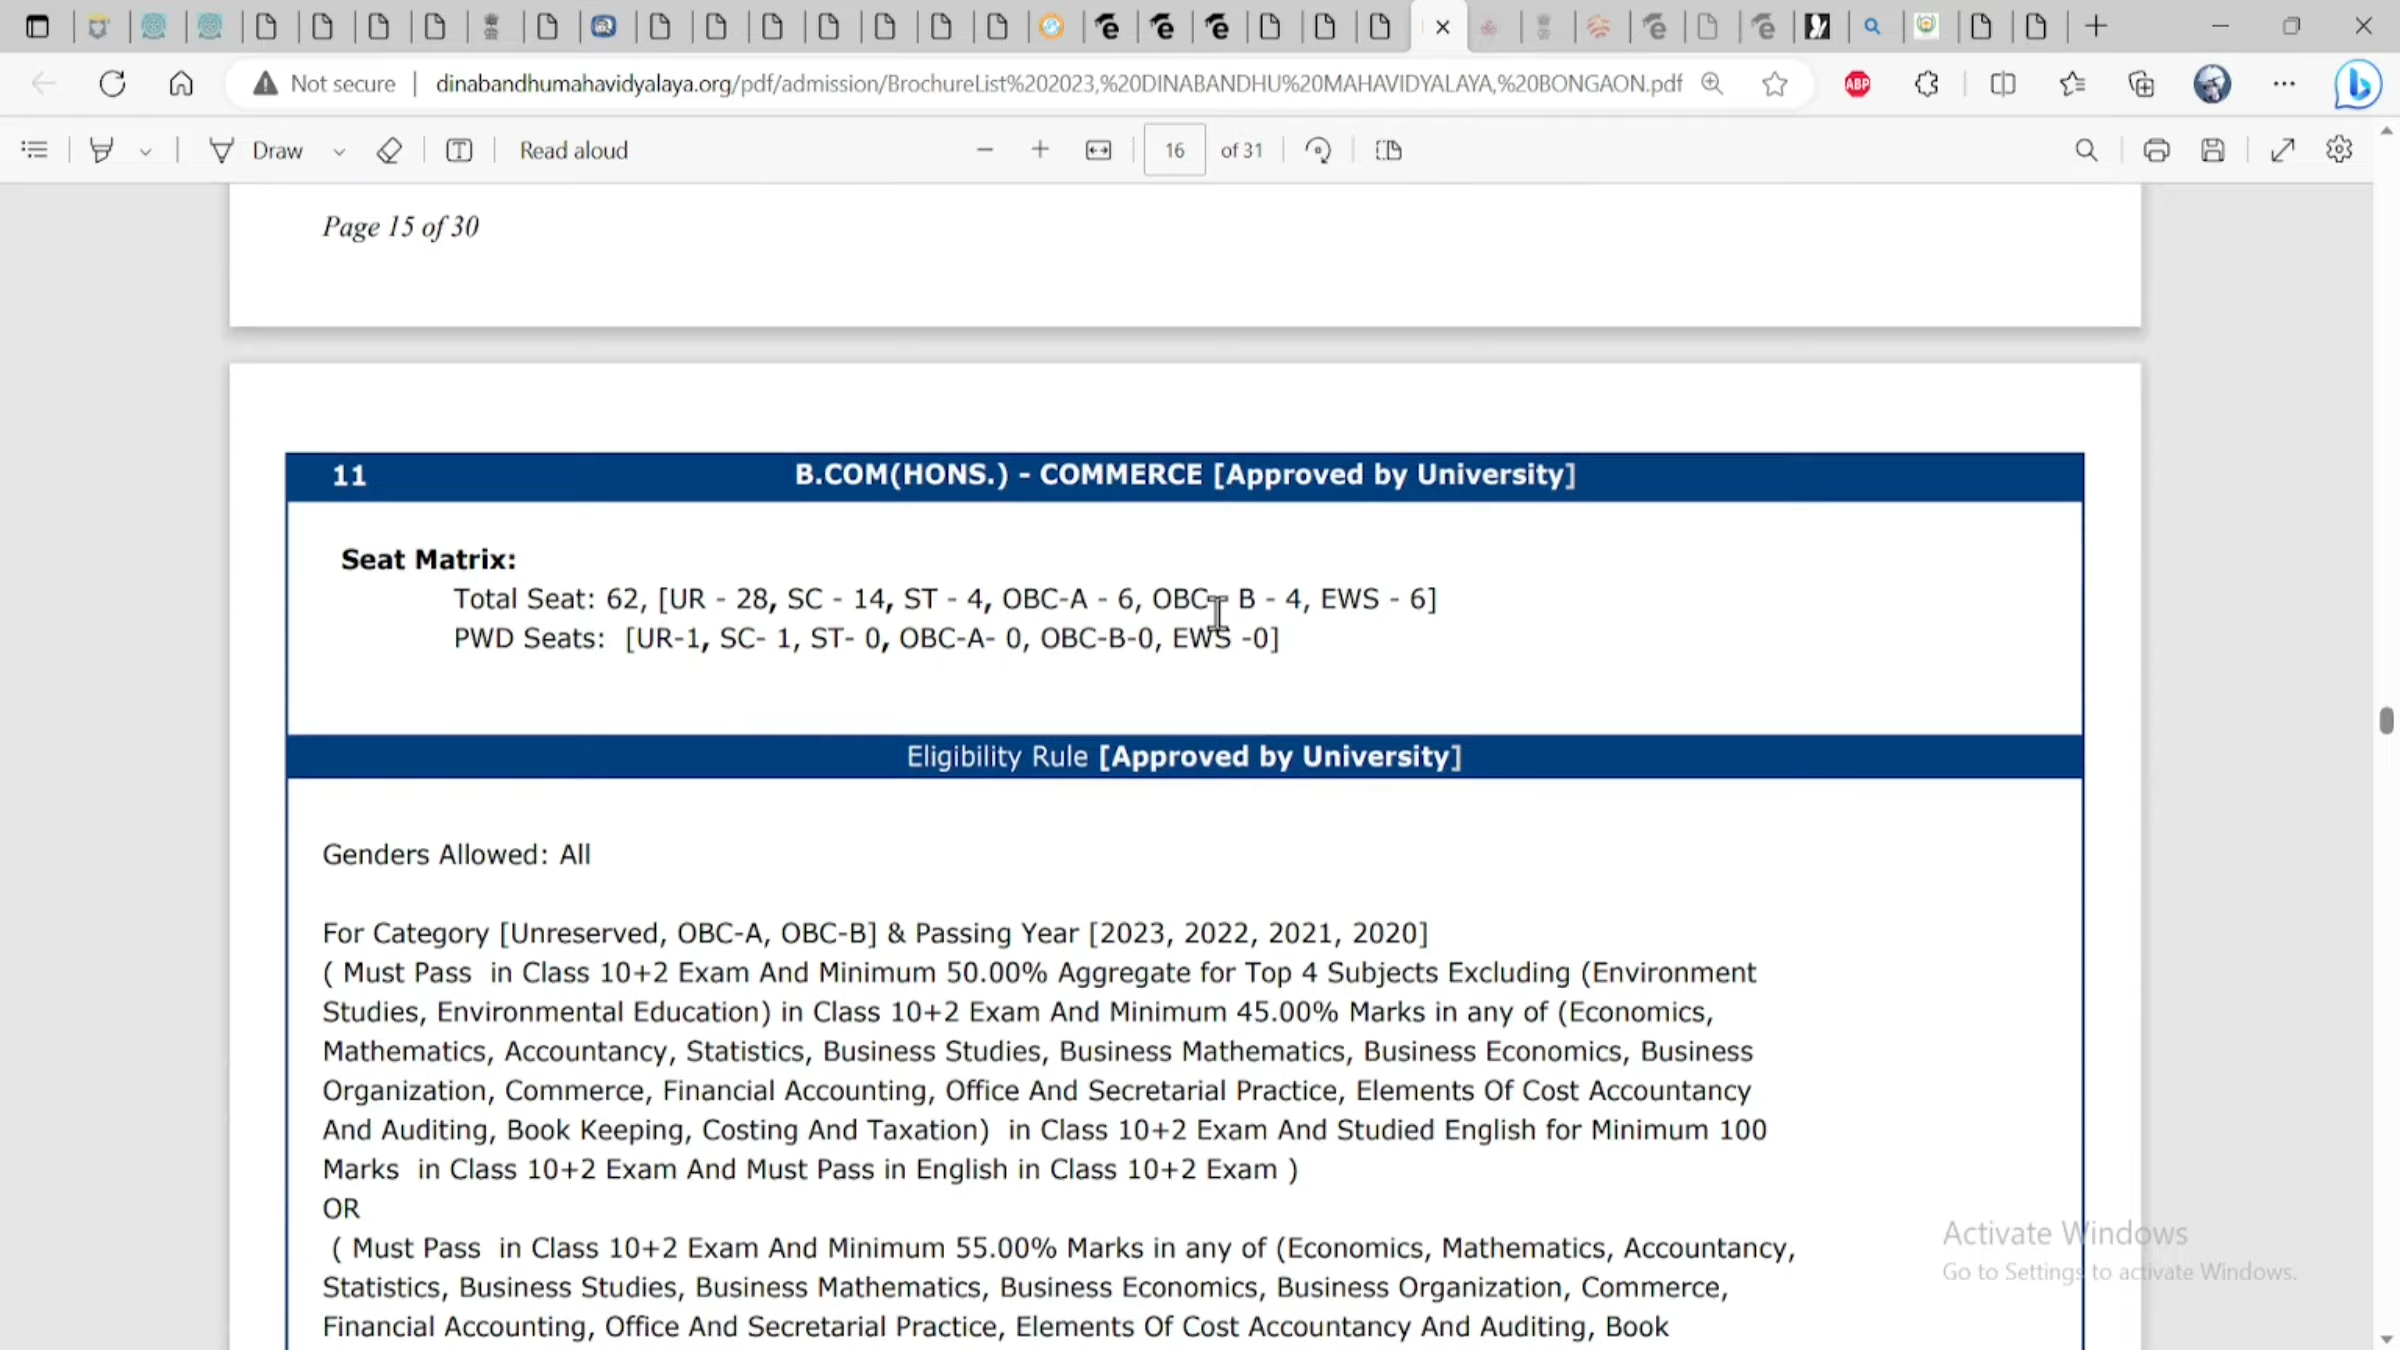 Not secure
dinabandhumahavidyalaya.org/pdf/admission/BrochureList%202023,%20DINABANDHU%20MAHAVIDYALAYA,%20BONGAON.pdf
ABP
Draw
Read aloud
16 of 31
Page 15 of 30
11 B.COM(HONS.) - COMMERCE [Approved by University]
Seat Matrix:
Total Seat: 62, [UR - 28, SC - 14, ST - 4, OBC-A - 6, OBC - B - 4, EWS - 6]
PWD Seats: [UR-1, SC- 1, ST- 0, OBC-A- 0, OBC-B-0, EWS -0]
Eligibility Rule [Approved by University]
Genders Allowed: All
For Category [Unreserved, OBC-A, OBC-B] & Passing Year [2023, 2022, 2021, 2020]
( Must Pass in Class 10+2 Exam And Minimum 50.00% Aggregate for Top 4 Subjects Excluding (Environment
Studies, Environmental Education) in Class 10+2 Exam And Minimum 45.00% Marks in any of (Economics,
Mathematics, Accountancy, Statistics, Business Studies, Business Mathematics, Business Economics, Business
Organization, Commerce, Financial Accounting, Office And Secretarial Practice, Elements Of Cost Accountancy
And Auditing, Book Keeping, Costing And Taxation) in Class 10+2 Exam And Studied English for Minimum 100
Marks in Class 10+2 Exam And Must Pass in English in Class 10+2 Exam )
OR
( Must Pass in Class 10+2 Exam And Minimum 55.00% Marks in any of (Economics, Mathematics, Accountancy,
Statistics, Business Studies, Business Mathematics, Business Economics, Business Organization, Commerce,
Financial Accounting, Office And Secretarial Practice, Elements Of Cost Accountancy And Auditing, Book
Activate Windows
Go to Settings to activate Windows.